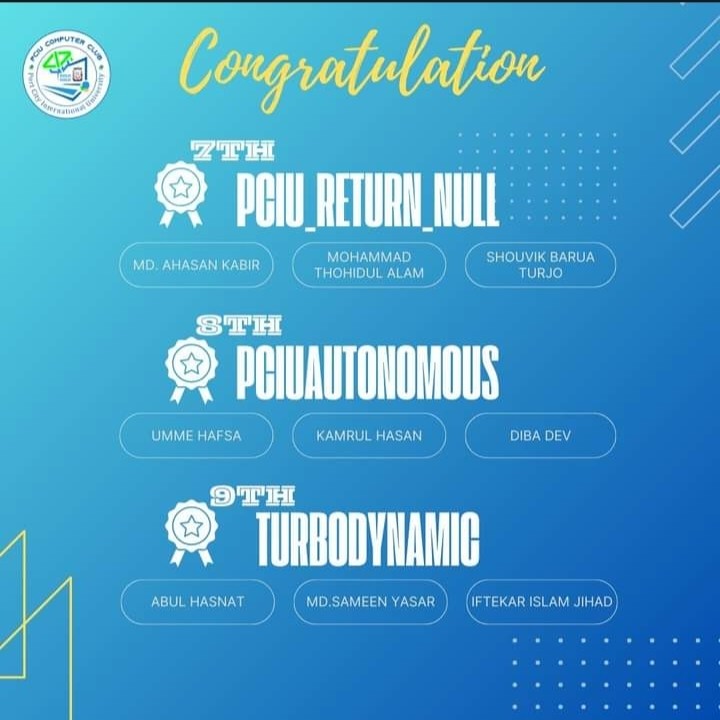 PCIU COMPUTER CLUB
Port City International University
Congratulation
7TH
PCIU_RETURN_NULL
MD. AHASAN KABIR
MOHAMMAD
THOHIDUL ALAM
SHOUVIK BARUA
TURJO
8TH
PCIUAUTONOMOUS
UMME HAFSA
KAMRUL HASAN
DIBA DEV
9TH
TURBODYNAMIC
ABUL HASNAT
MD.SAMEEN YASAR
IFTEKAR ISLAM JIHAD